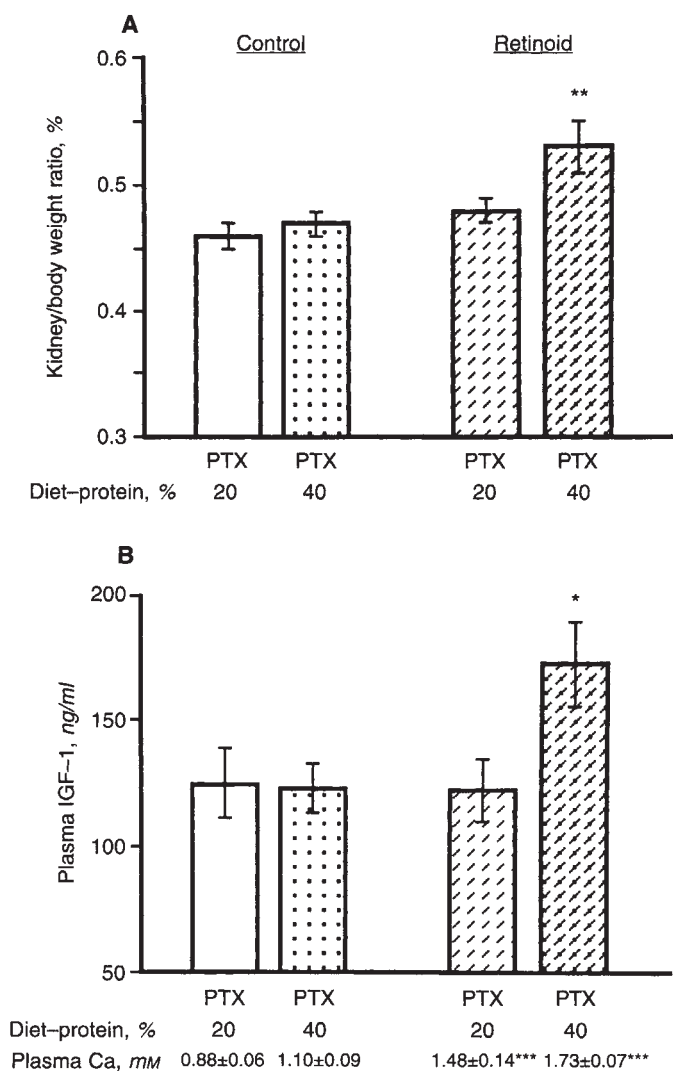 A
Control Retinoid
0.6
**
Kidney/body weight ratio, %
0.5
0.4
0.3
PTX PTX PTX PTX
Diet–protein, % 20 40 20 40
B
200
*
Plasma IGF–1, ng/ml
150
100
50
PTX PTX PTX PTX
Diet–protein, % 20 40 20 40
Plasma Ca, mM 0.88±0.06 1.10±0.09 1.48±0.14*** 1.73±0.07***